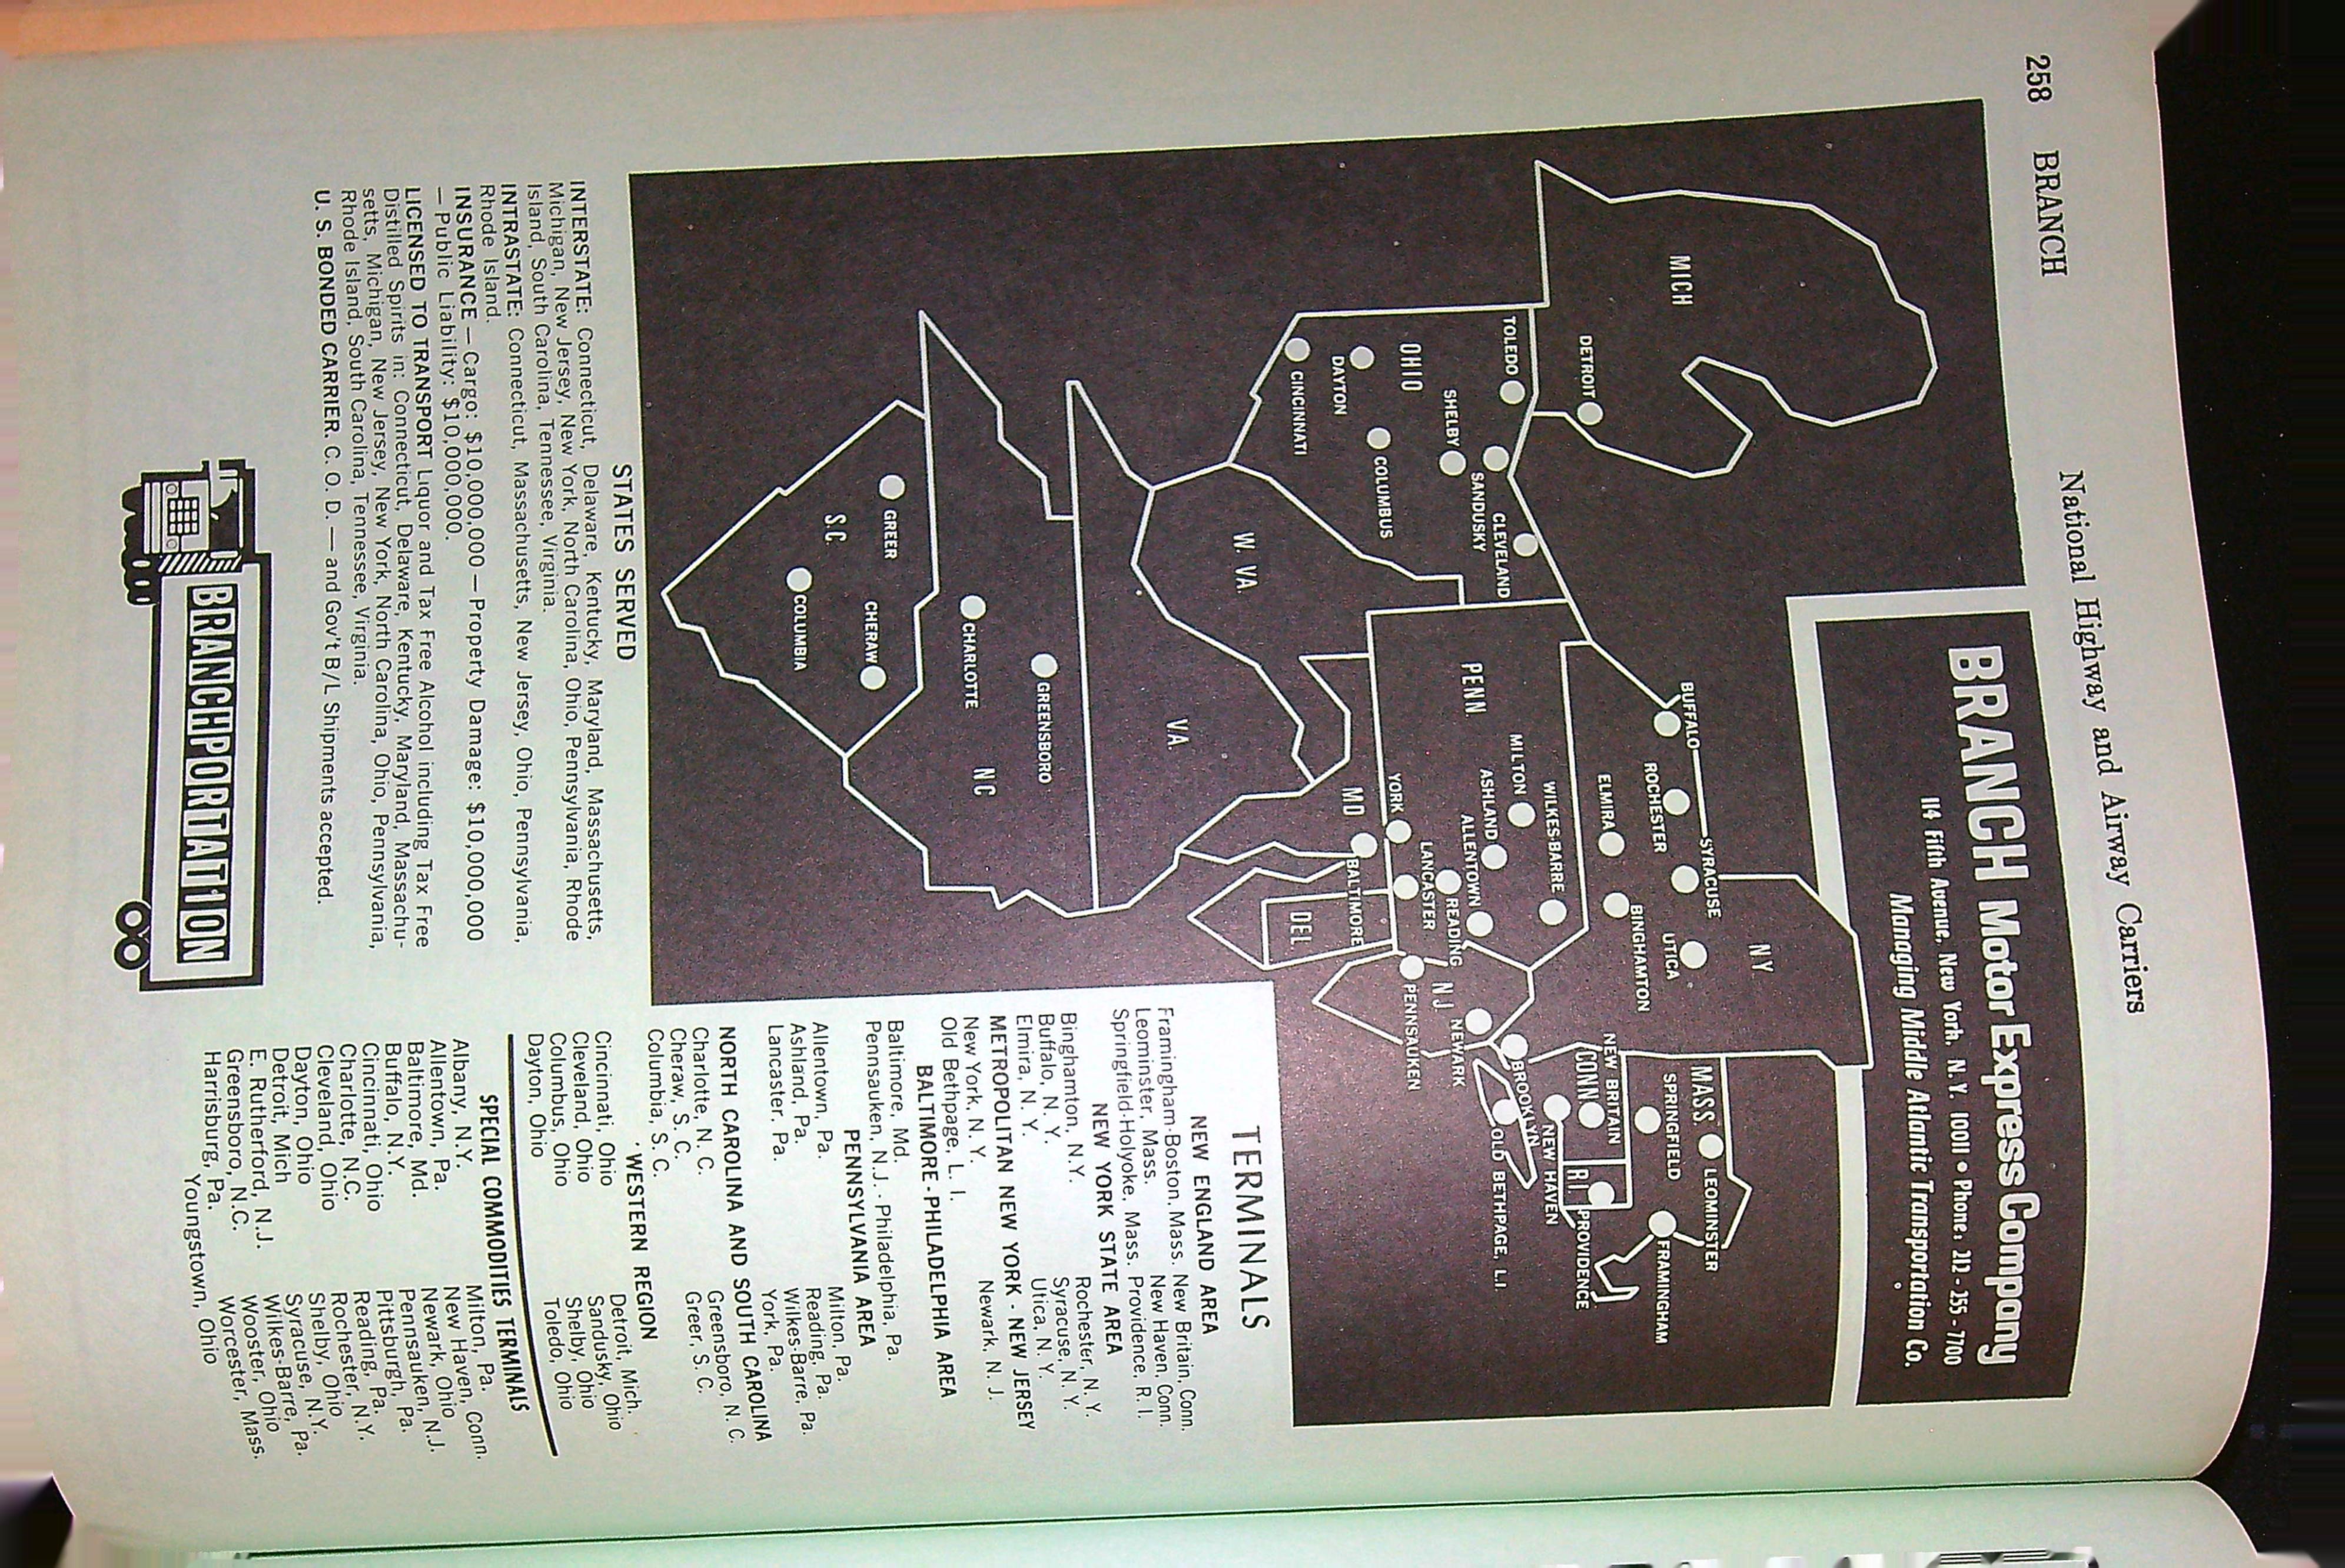 258 BRANCH
National Highway and Airway Carriers
BRANCH Motor Express Company
114 Fifth Avenue, New York, N.Y. 10011 • Phone: 212 - 255 - 7700
Managing Middle Atlantic Transportation Co.
MICH
DETROIT
TOLEDO
SANDUSKY
CLEVELAND
SHELBY
OHIO
COLUMBUS
DAYTON
CINCINNATI
NY
BUFFALO
SYRACUSE
ROCHESTER
UTICA
ELMIRA
BINGHAMTON
MASS.
LEOMINSTER
SPRINGFIELD
FRAMINGHAM
NEW BRITAIN
CONN
R.I.
PROVIDENCE
NEW HAVEN
BROOKLYN
OLD BETHPAGE, L.I.
WILKES-BARRE
MILTON
ASHLAND
PENN.
ALLENTOWN
READING
NEWARK
N.J.
LANCASTER
PENNSAUKEN
YORK
MD
BALTIMORE
DEL.
W. VA.
VA.
GREENSBORO
NC
CHARLOTTE
GREER
CHERAW
S.C.
COLUMBIA
TERMINALS
NEW ENGLAND AREA
Framingham-Boston, Mass. New Britain, Conn.
Leominster, Mass. New Haven, Conn.
Springfield-Holyoke, Mass. Providence, R. I.
NEW YORK STATE AREA
Binghamton, N.Y. Rochester, N. Y.
Buffalo, N. Y. Syracuse, N. Y.
Elmira, N. Y. Utica, N. Y.
METROPOLITAN NEW YORK - NEW JERSEY
New York, N. Y. Newark, N. J.
Old Bethpage, L. I.
BALTIMORE-PHILADELPHIA AREA
Baltimore, Md.
Pennsauken, N.J. - Philadelphia, Pa.
PENNSYLVANIA AREA
Allentown, Pa. Milton, Pa.
Ashland, Pa. Reading, Pa.
Lancaster, Pa. Wilkes-Barre, Pa.
York, Pa.
NORTH CAROLINA AND SOUTH CAROLINA
Charlotte, N. C. Greensboro, N. C.
Cheraw, S. C. Greer, S. C.
Columbia, S. C.
WESTERN REGION
Cincinnati, Ohio Detroit, Mich.
Cleveland, Ohio Sandusky, Ohio
Columbus, Ohio Shelby, Ohio
Dayton, Ohio Toledo, Ohio
SPECIAL COMMODITIES TERMINALS
Albany, N.Y. Milton, Pa.
Allentown, Pa. New Haven, Conn.
Baltimore, Md. Newark, Ohio
Buffalo, N.Y. Pennsauken, N.J.
Cincinnati, Ohio Pittsburgh, Pa.
Charlotte, N.C. Reading, Pa.
Cleveland, Ohio Rochester, N.Y.
Dayton, Ohio Shelby, Ohio
Detroit, Mich Syracuse, N.Y.
E. Rutherford, N.J. Wilkes-Barre, Pa.
Greensboro, N.C. Wooster, Ohio
Harrisburg, Pa. Worcester, Mass.
Youngstown, Ohio
STATES SERVED
INTERSTATE: Connecticut, Delaware, Kentucky, Maryland, Massachusetts,
Michigan, New Jersey, New York, North Carolina, Ohio, Pennsylvania, Rhode
Island, South Carolina, Tennessee, Virginia.
INTRASTATE: Connecticut, Massachusetts, New Jersey, Ohio, Pennsylvania,
Rhode Island.
INSURANCE — Cargo: $10,000,000 — Property Damage: $10,000,000
— Public Liability: $10,000,000.
LICENSED TO TRANSPORT Liquor and Tax Free Alcohol including Tax Free
Distilled Spirits in: Connecticut, Delaware, Kentucky, Maryland, Massachu-
setts, Michigan, New Jersey, New York, North Carolina, Ohio, Pennsylvania,
Rhode Island, South Carolina, Tennessee, Virginia.
U. S. BONDED CARRIER. C. O. D. — and Gov't B/L Shipments accepted.
BRANCHPORTATION